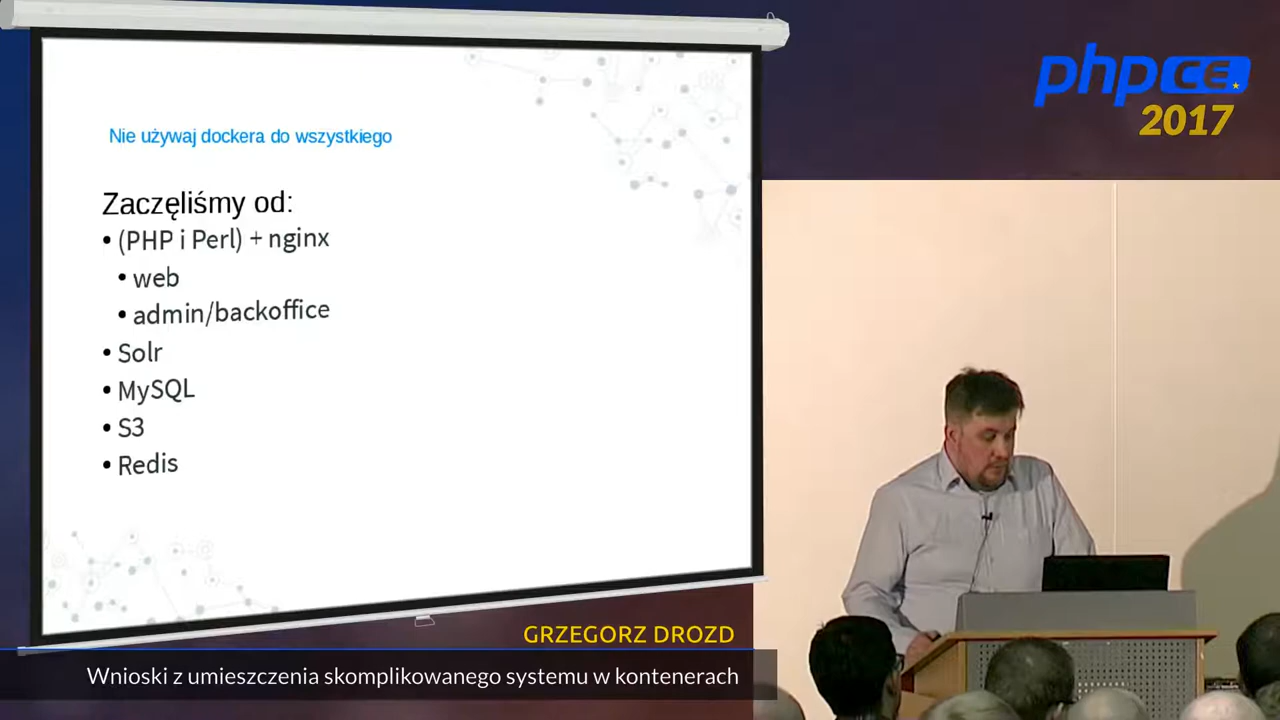 phpCE
2017
Nie używaj dockera do wszystkiego
Zaczęliśmy od:
• (PHP i Perl) + nginx
• web
• admin/backoffice
• Solr
• MySQL
• S3
• Redis
GRZEGORZ DROZD
Wnioski z umieszczenia skomplikowanego systemu w kontenerach